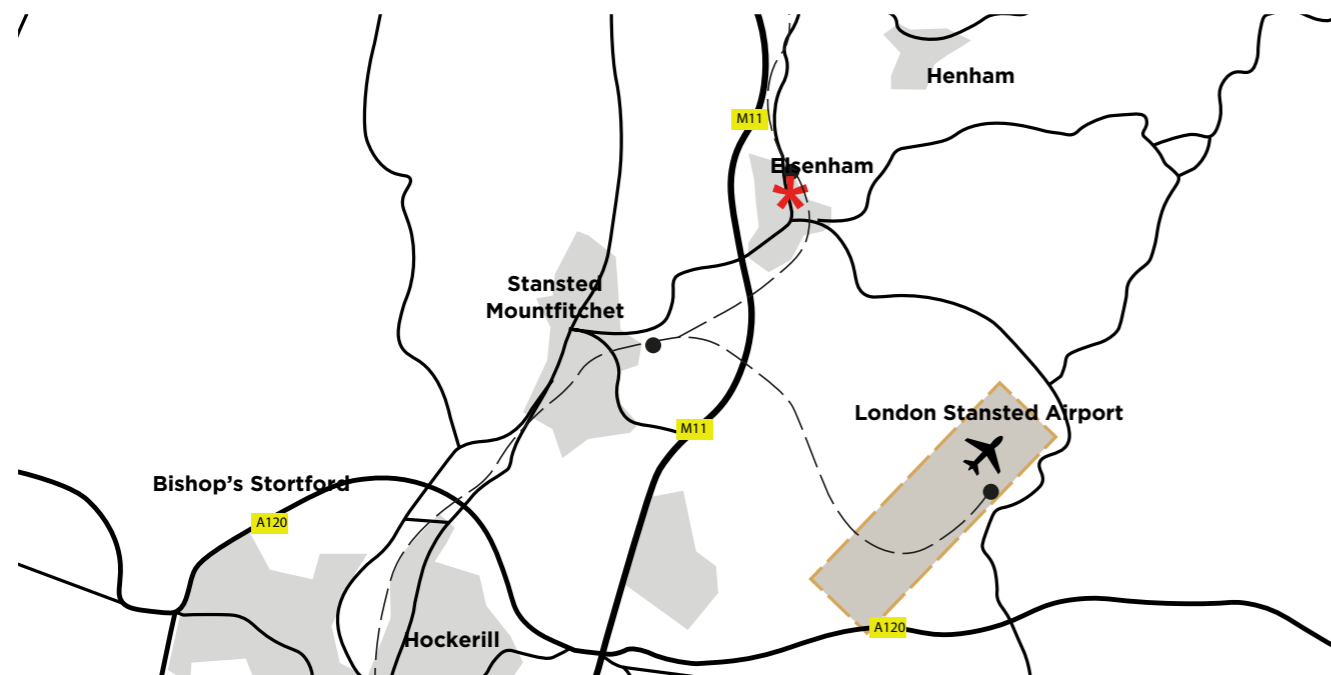 Henham
M11
Elsenham
Stansted
Mountfitchet
London Stansted Airport
M11
Bishop's Stortford
A120
A120
Hockerill